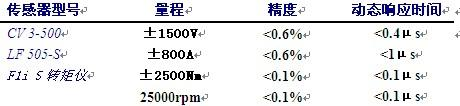 传感器型号 量程 精度 动态响应时间
CV 3-500 ±1500V <0.6% <0.4μs
LF 505-S ±800A <0.6% <1μs
F1i S 转矩仪 ±2500Nm <0.1% <0.1μs
25000rpm <0.1% <0.1μs